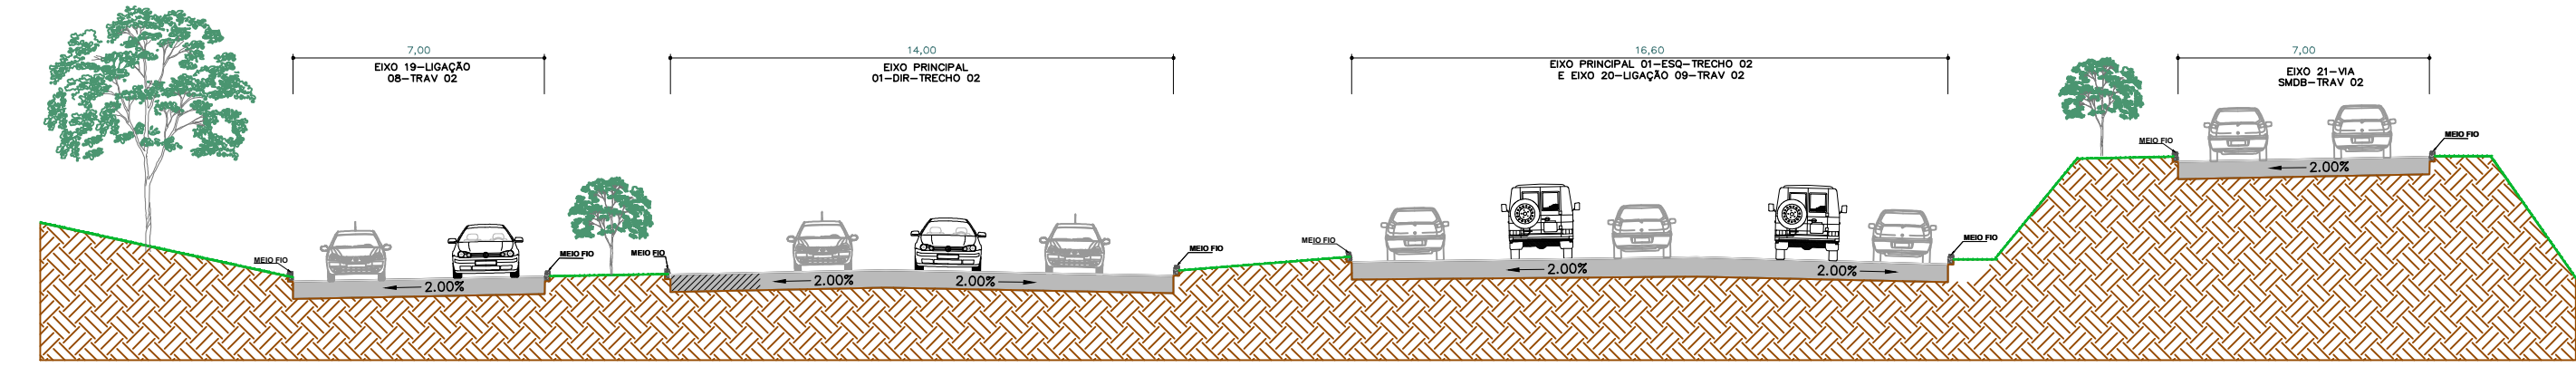 7,00
EIXO 19-LIGAÇÃO
08-TRAV 02
14,00
EIXO PRINCIPAL
01-DIR-TRECHO 02
16,60
EIXO PRINCIPAL 01-ESQ-TRECHO 02
E EIXO 20-LIGAÇÃO 09-TRAV 02
7,00
EIXO 21-VIA
SMDB-TRAV 02
MEIO FIO
MEIO FIO
MEIO FIO
MEIO FIO
MEIO FIO
MEIO FIO
MEIO FIO
MEIO FIO
2.00%
2.00%
2.00%
2.00%
2.00%
2.00%